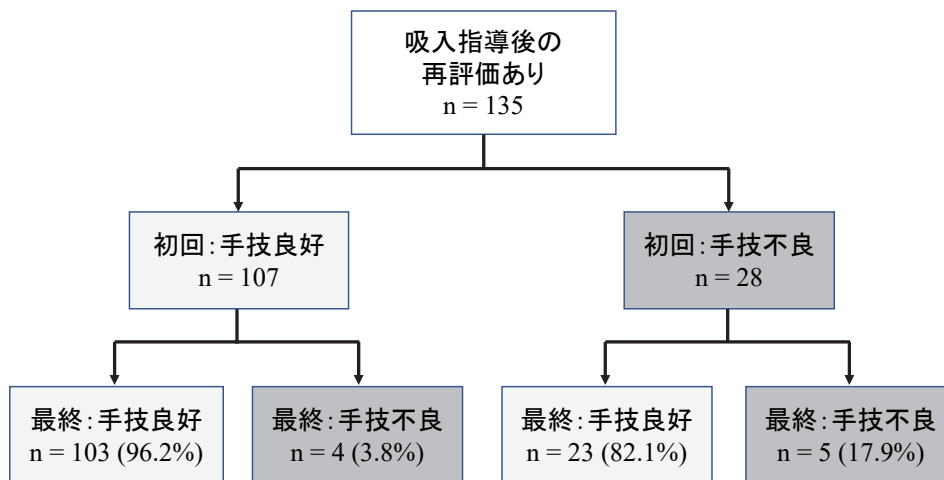 吸入指導後の
再評価あり
n = 135
初回：手技良好
n = 107
初回：手技不良
n = 28
最終：手技良好
n = 103 (96.2%)
最終：手技不良
n = 4 (3.8%)
最終：手技良好
n = 23 (82.1%)
最終：手技不良
n = 5 (17.9%)